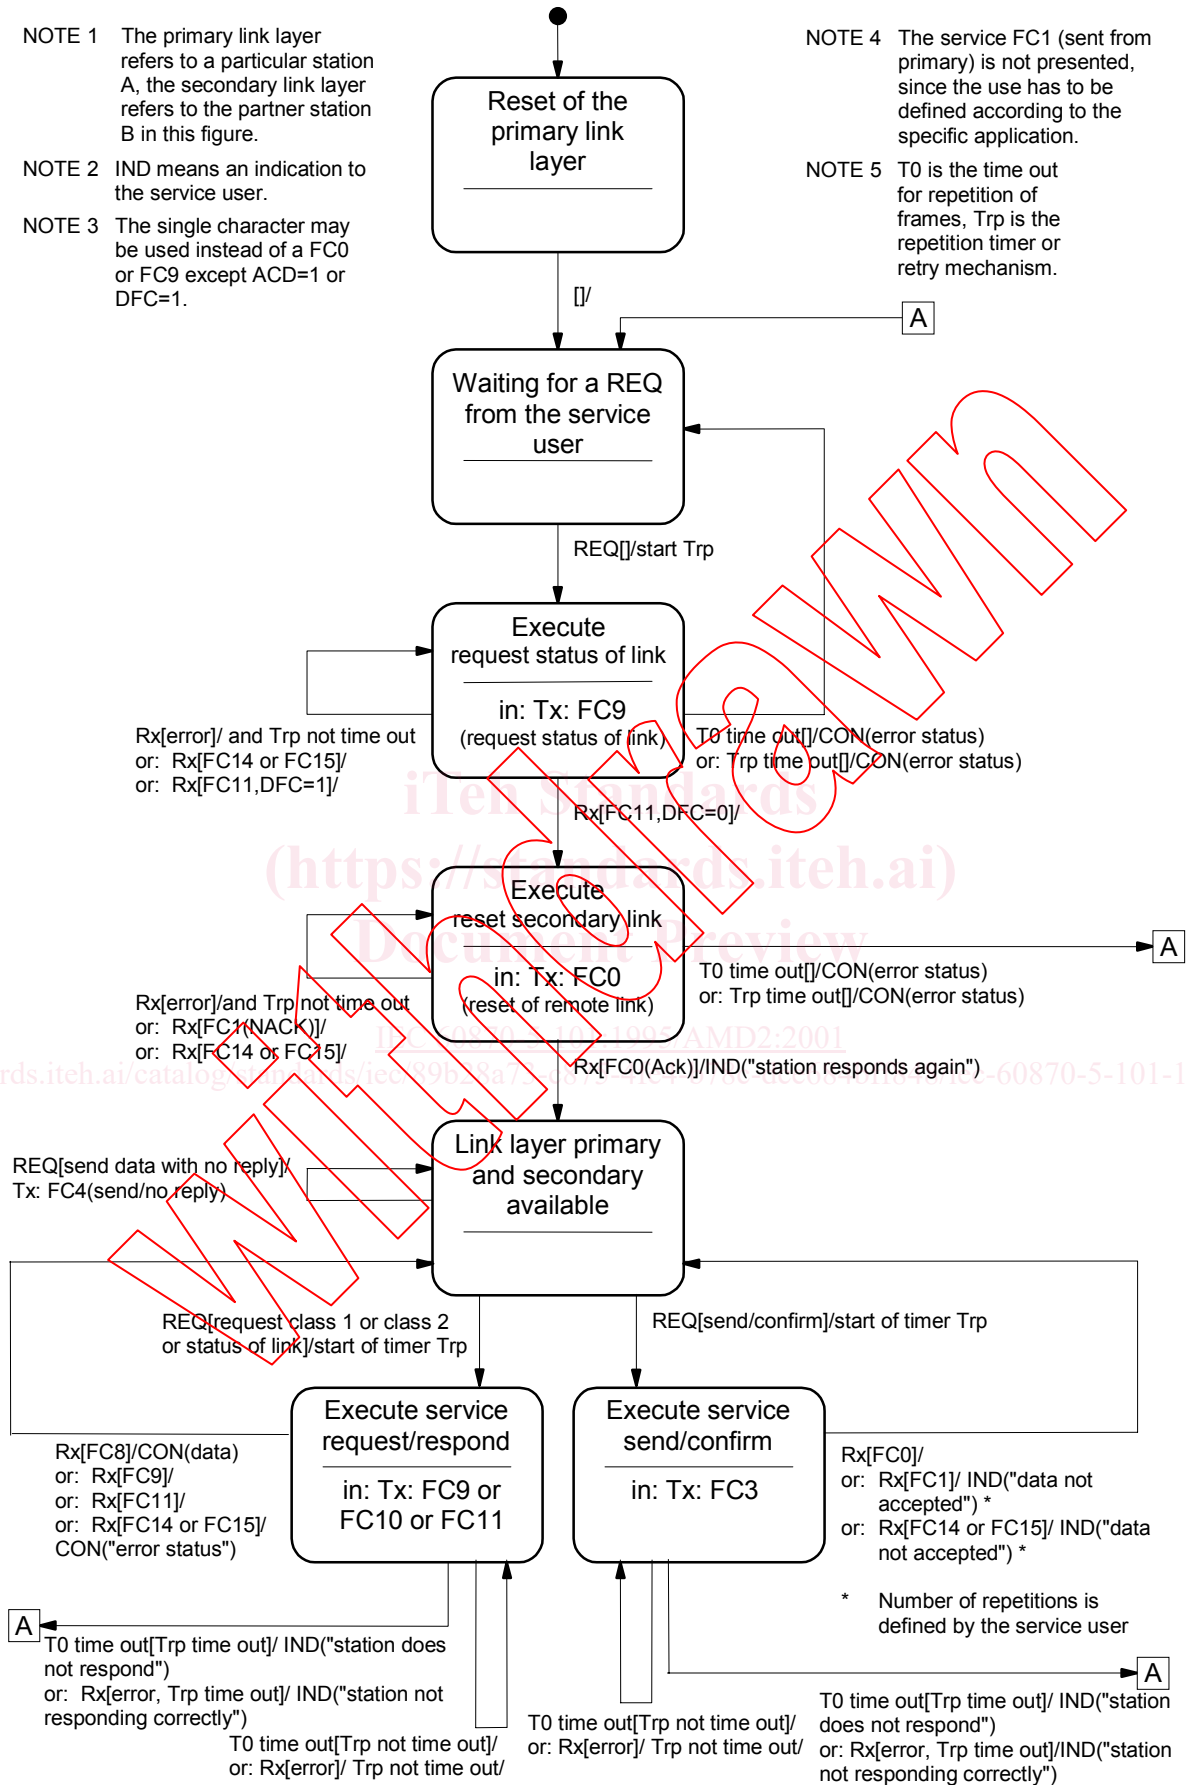 NOTE 1 The primary link layer
refers to a particular station
A, the secondary link layer
refers to the partner station
B in this figure.
NOTE 2 IND means an indication to
the service user.
NOTE 3 The single character may
be used instead of a FC0
or FC9 except ACD=1 or
DFC=1.
NOTE 4 The service FC1 (sent from
primary) is not presented,
since the use has to be
defined according to the
specific application.
NOTE 5 T0 is the time out
for repetition of
frames, Trp is the
repetition timer or
retry mechanism.
Reset of the
primary link
layer
[]/
A
Waiting for a REQ
from the service
user
REQ[]/start Trp
Execute
request status of link
in: Tx: FC9
(request status of link)
Rx[error]/ and Trp not time out
or: Rx[FC14 or FC15]/
or: Rx[FC11,DFC=1]/
T0 time out[]/CON(error status)
or: Trp time out[]/CON(error status)
iTeh Standards
Rx[FC11,DFC=0]/
(https://standards.iteh.ai)
Execute
reset secondary link
Document Preview
in: Tx: FC0
(reset of remote link)
A
T0 time out[]/CON(error status)
or: Trp time out[]/CON(error status)
Rx[error]/and Trp not time out
or: Rx[FC1(NACK)]/
or: Rx[FC14 or FC15]/
IEC 60870-5-101:1995/AMD2:2001
Rx[FC0(Ack)]/IND("station responds again")
Link layer primary
and secondary
available
REQ[send data with no reply]/
Tx: FC4(send/no reply)
REQ[request class 1 or class 2
or status of link]/start of timer Trp
REQ[send/confirm]/start of timer Trp
Execute service
request/respond
in: Tx: FC9 or
FC10 or FC11
Execute service
send/confirm
in: Tx: FC3
Rx[FC8]/CON(data)
or: Rx[FC9]/
or: Rx[FC11]/
or: Rx[FC14 or FC15]/
CON("error status")
Rx[FC0]/
or: Rx[FC1]/ IND("data not
accepted") *
or: Rx[FC14 or FC15]/ IND("data
not accepted") *
* Number of repetitions is
defined by the service user
A
T0 time out[Trp time out]/ IND("station does
not respond")
or: Rx[error, Trp time out]/ IND("station not
responding correctly")
T0 time out[Trp not time out]/
or: Rx[error]/ Trp not time out/
T0 time out[Trp not time out]/
or: Rx[error]/ Trp not time out/
A
T0 time out[Trp time out]/ IND("station
does not respond")
or: Rx[error, Trp time out]/IND("station
not responding correctly")
Withdrawn